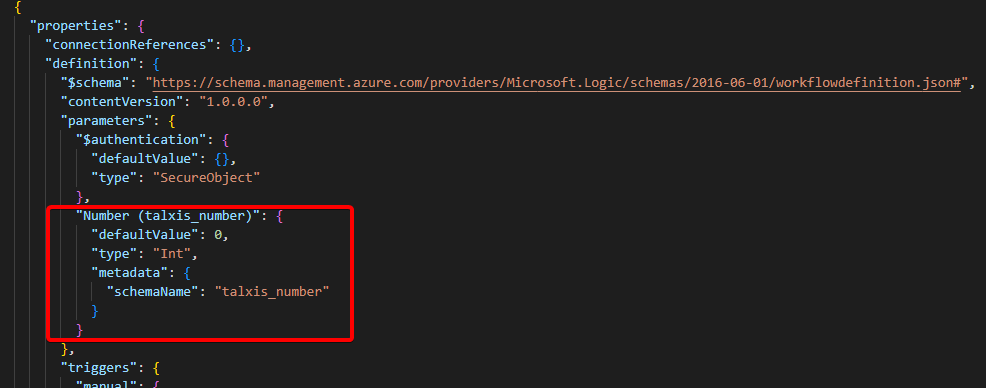 {
"properties": {
"connectionReferences": {},
"definition": {
"$schema": "https://schema.management.azure.com/providers/Microsoft.Logic/schemas/2016-06-01/workflowdefinition.json#",
"contentVersion": "1.0.0.0",
"parameters": {
"$authentication": {
"defaultValue": {},
"type": "SecureObject"
},
"Number (talxis_number)": {
"defaultValue": 0,
"type": "Int",
"metadata": {
"schemaName": "talxis_number"
}
}
},
"triggers": {
"manual": {